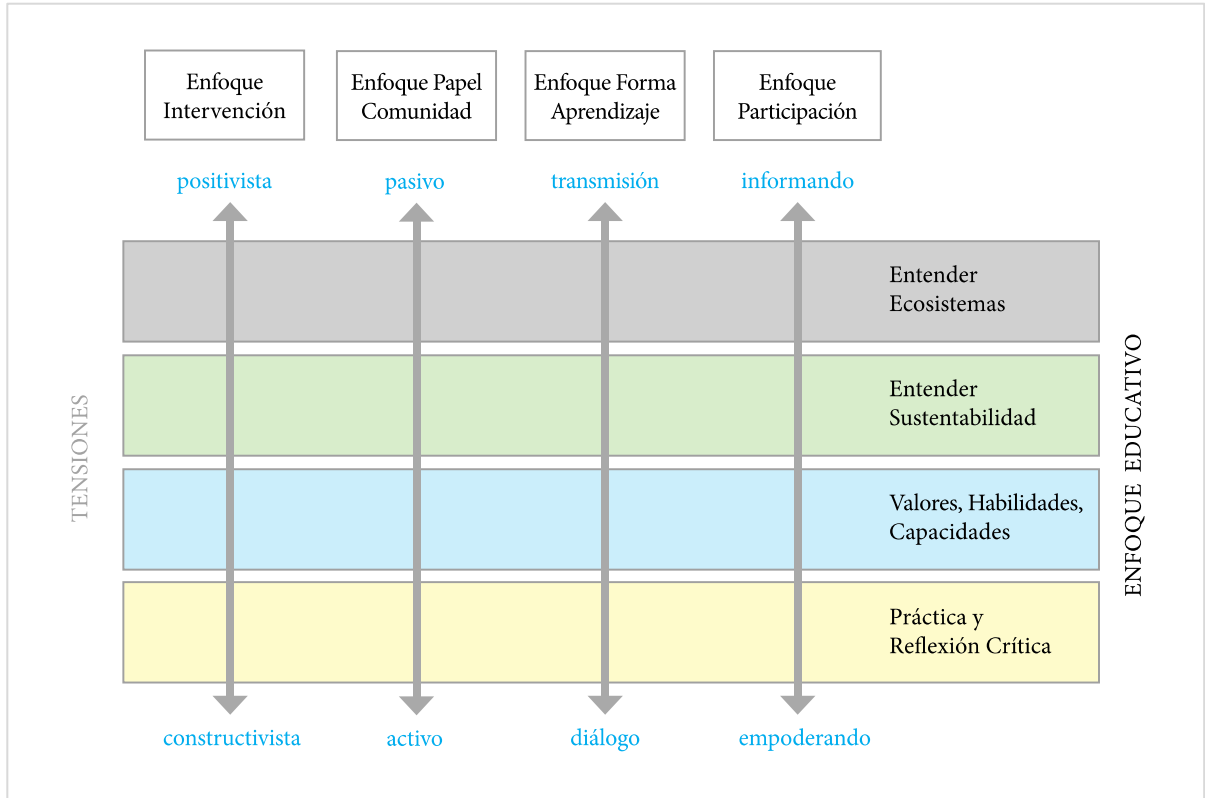 Enfoque
Intervención
Enfoque Papel
Comunidad
Enfoque Forma
Aprendizaje
Enfoque
Participación
positivista
pasivo
transmisión
informando
Entender
Ecosistemas
Entender
Sustentabilidad
Valores, Habilidades,
Capacidades
Práctica y
Reflexión Crítica
TENSIONES
ENFOQUE EDUCATIVO
constructivista
activo
diálogo
empoderando